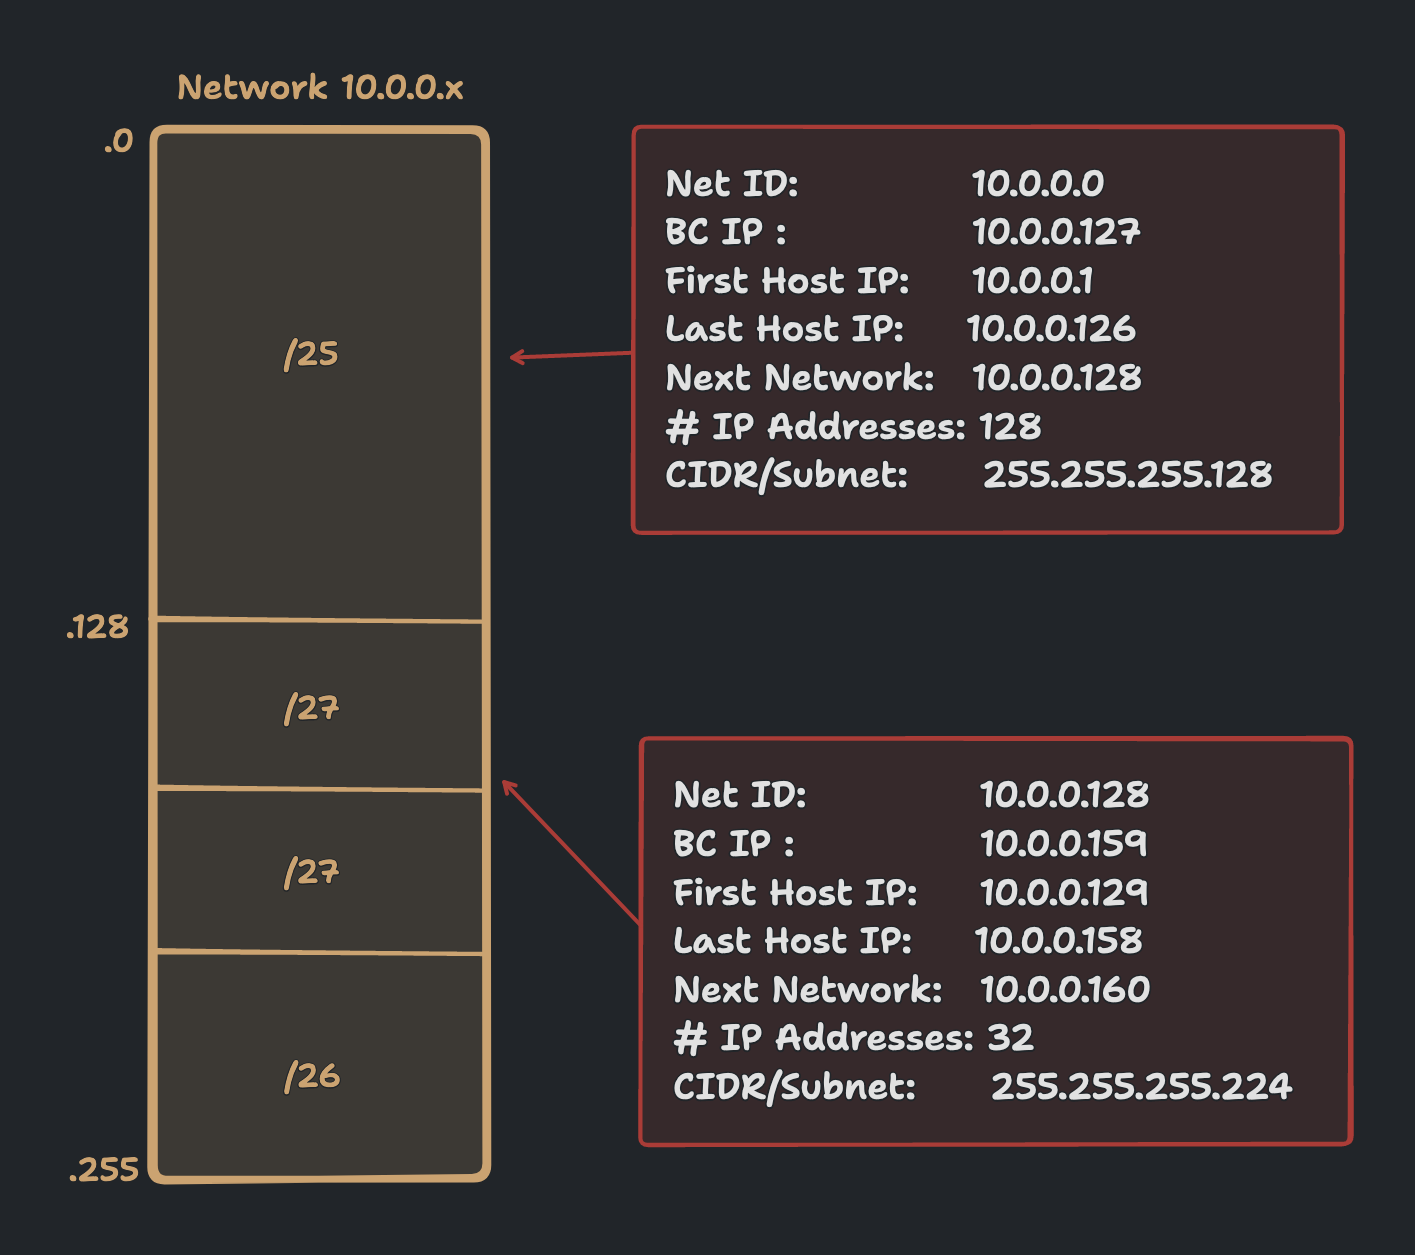 Network 10.0.0.x
.0
/25
.128
/27
/27
/26
.255
Net ID: 10.0.0.0
BC IP : 10.0.0.127
First Host IP: 10.0.0.1
Last Host IP: 10.0.0.126
Next Network: 10.0.0.128
# IP Addresses: 128
CIDR/Subnet: 255.255.255.128
Net ID: 10.0.0.128
BC IP : 10.0.0.159
First Host IP: 10.0.0.129
Last Host IP: 10.0.0.158
Next Network: 10.0.0.160
# IP Addresses: 32
CIDR/Subnet: 255.255.255.224